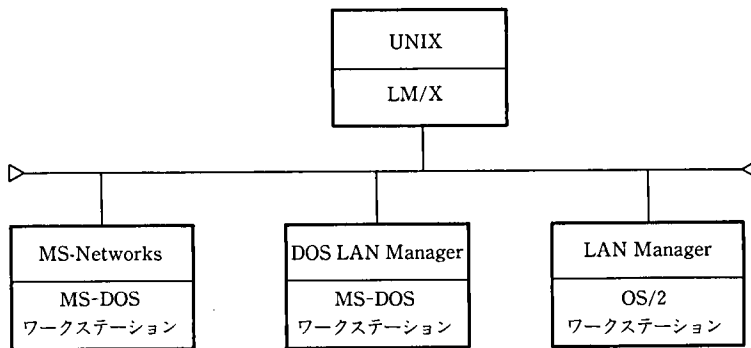 UNIX
LM/X
MS-Networks
MS-DOS
ワークステーション
DOS LAN Manager
MS-DOS
ワークステーション
LAN Manager
OS/2
ワークステーション